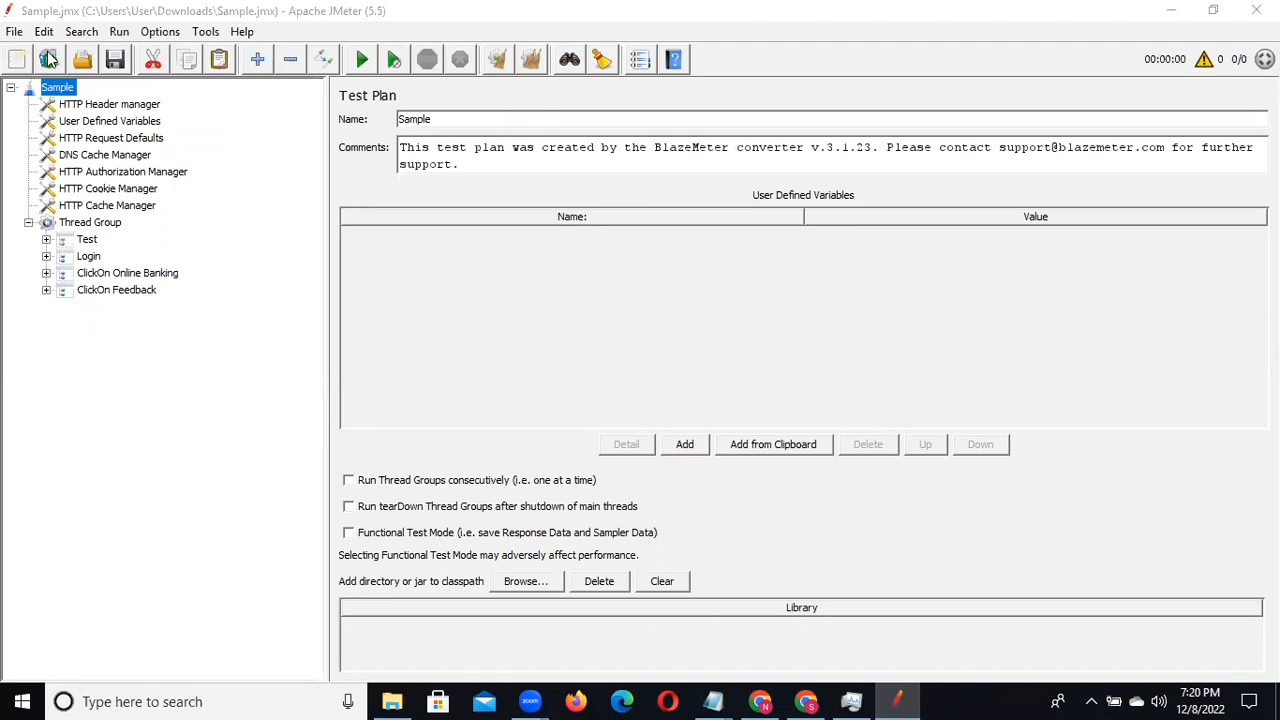 Sample.jmx (C:\Users\User\Downloads\Sample.jmx) - Apache JMeter (5.5)
File Edit Search Run Options Tools Help
00:00:00 0 0/0
Sample
HTTP Header manager
User Defined Variables
HTTP Request Defaults
DNS Cache Manager
HTTP Authorization Manager
HTTP Cookie Manager
HTTP Cache Manager
Thread Group
Test
Login
ClickOn Online Banking
ClickOn Feedback
Test Plan
Name: Sample
Comments: This test plan was created by the BlazeMeter converter v.3.1.23. Please contact support@blazemeter.com for further
support.
User Defined Variables
Name: Value
Detail Add Add from Clipboard Delete Up Down
Run Thread Groups consecutively (i.e. one at a time)
Run tearDown Thread Groups after shutdown of main threads
Functional Test Mode (i.e. save Response Data and Sampler Data)
Selecting Functional Test Mode may adversely affect performance.
Add directory or jar to classpath Browse... Delete Clear
Library
Type here to search
zoom
N
S
7:20 PM
12/8/2022